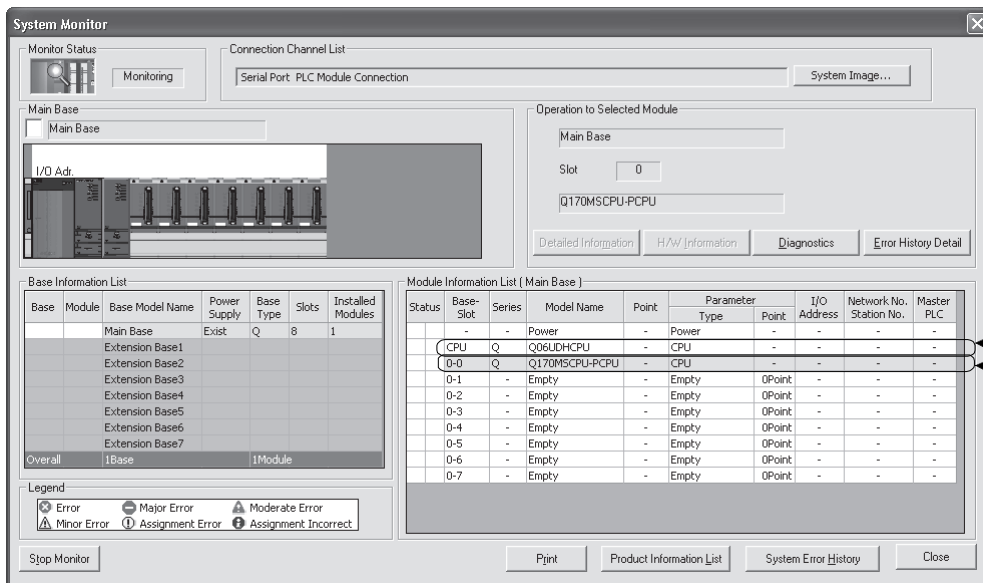 System Monitor
Monitor Status
Monitoring
Connection Channel List
Serial Port PLC Module Connection
System Image...
Main Base
Main Base
I/O Adr.
Operation to Selected Module
Main Base
Slot 0
Q170MSCPU-PCPU
Detailed Information H/W Information Diagnostics Error History Detail
Base Information List
Base Module Base Model Name Power Supply Base Type Slots Installed Modules
Main Base Exist Q 8 1
Extension Base1
Extension Base2
Extension Base3
Extension Base4
Extension Base5
Extension Base6
Extension Base7
Overall 1Base 1Module
Legend
Error Major Error Moderate Error
Minor Error Assignment Error Assignment Incorrect
Module Information List ( Main Base )
Status Base-Slot Series Model Name Point Parameter Type Point I/O Address Network No. Station No. Master PLC
- - Power - Power - - - -
CPU Q Q06UDHCPU - CPU - - - -
0-0 Q Q170MSCPU-PCPU - CPU - - - -
0-1 - Empty - Empty 0Point - - -
0-2 - Empty - Empty 0Point - - -
0-3 - Empty - Empty 0Point - - -
0-4 - Empty - Empty 0Point - - -
0-5 - Empty - Empty 0Point - - -
0-6 - Empty - Empty 0Point - - -
0-7 - Empty - Empty 0Point - - -
Stop Monitor Print Product Information List System Error History Close